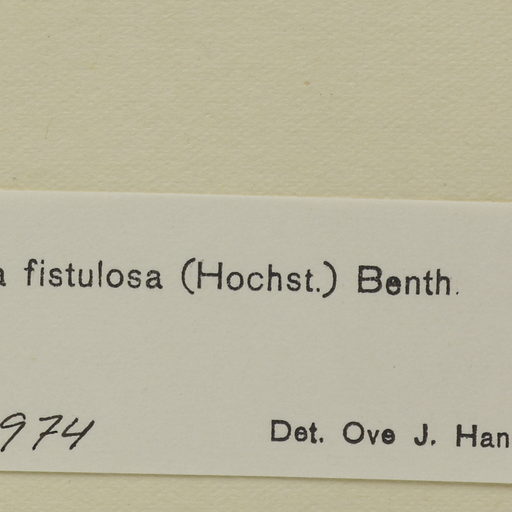 a fistulosa (Hochst.) Benth.
974 Det. Ove J. Han